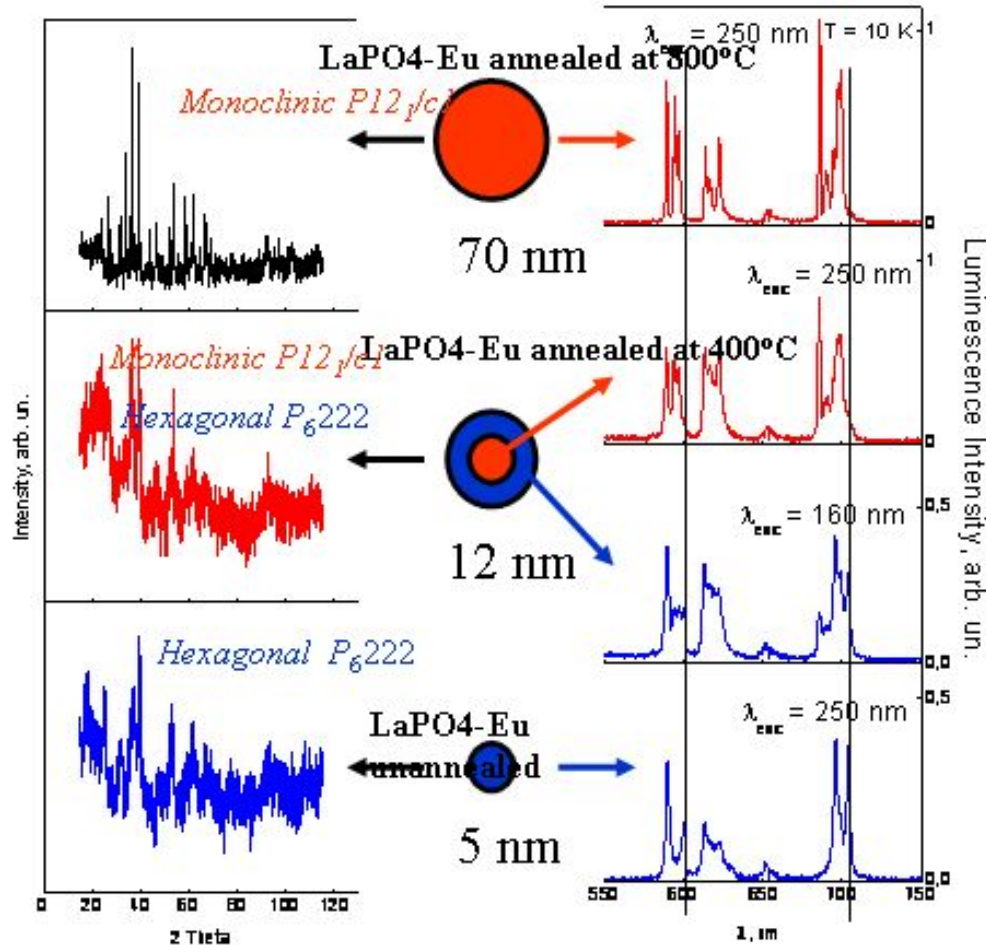 λexc = 250 nm T = 10 K
LaPO4-Eu annealed at 800°C
Monoclinic P12₁/c1
70 nm
λexc = 250 nm
LaPO4-Eu annealed at 400°C
Monoclinic P12₁/c1
Hexagonal P₆222
12 nm
λexc = 160 nm
Hexagonal P₆222
LaPO4-Eu
unannealed
5 nm
λexc = 250 nm
Intensity, arb. un.
Luminescence Intensity, arb. un.
1
0
1
0
0,5
0,0
0,5
0,0
0 20 40 60 80 100 120
2 Theta
550 600 650 700 750